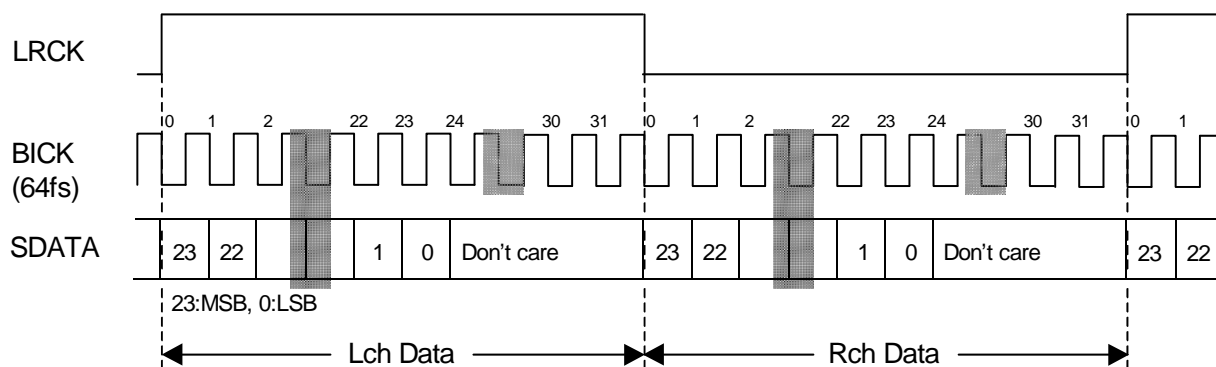 LRCK
0 1 2 22 23 24 30 31 0 1 2 22 23 24 30 31 0 1
BICK
(64fs)
SDATA 23 22 1 0 Don't care 23 22 1 0 Don't care 23 22
23:MSB, 0:LSB
Lch Data Rch Data